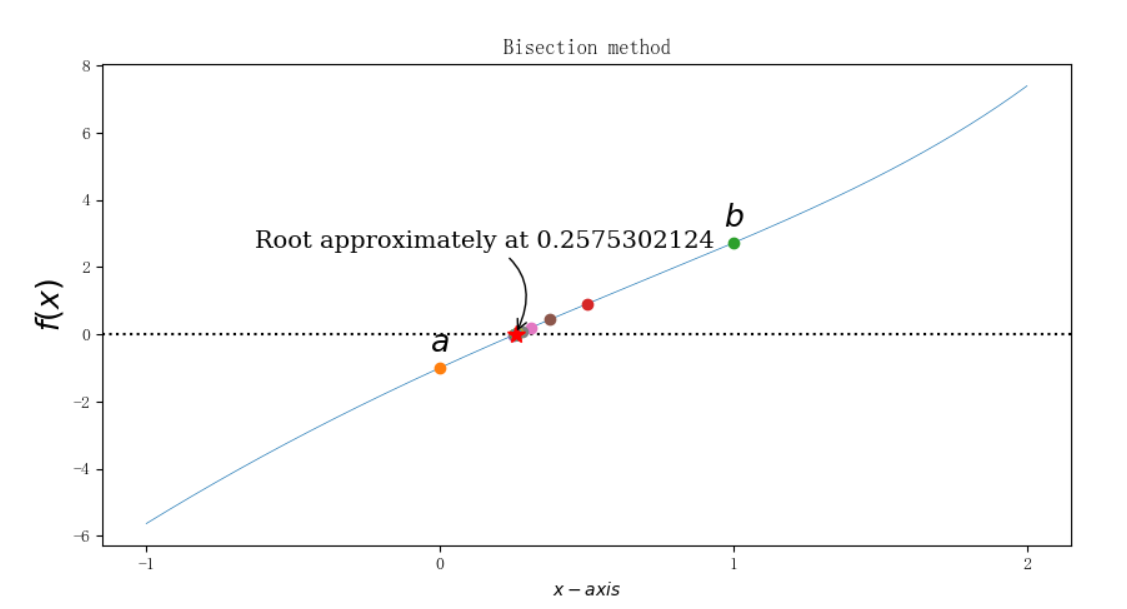 Bisection method
8
6
4
2
0
−2
−4
−6
f(x)
Root approximately at 0.2575302124
a
b
−1
0
1
2
x − axis